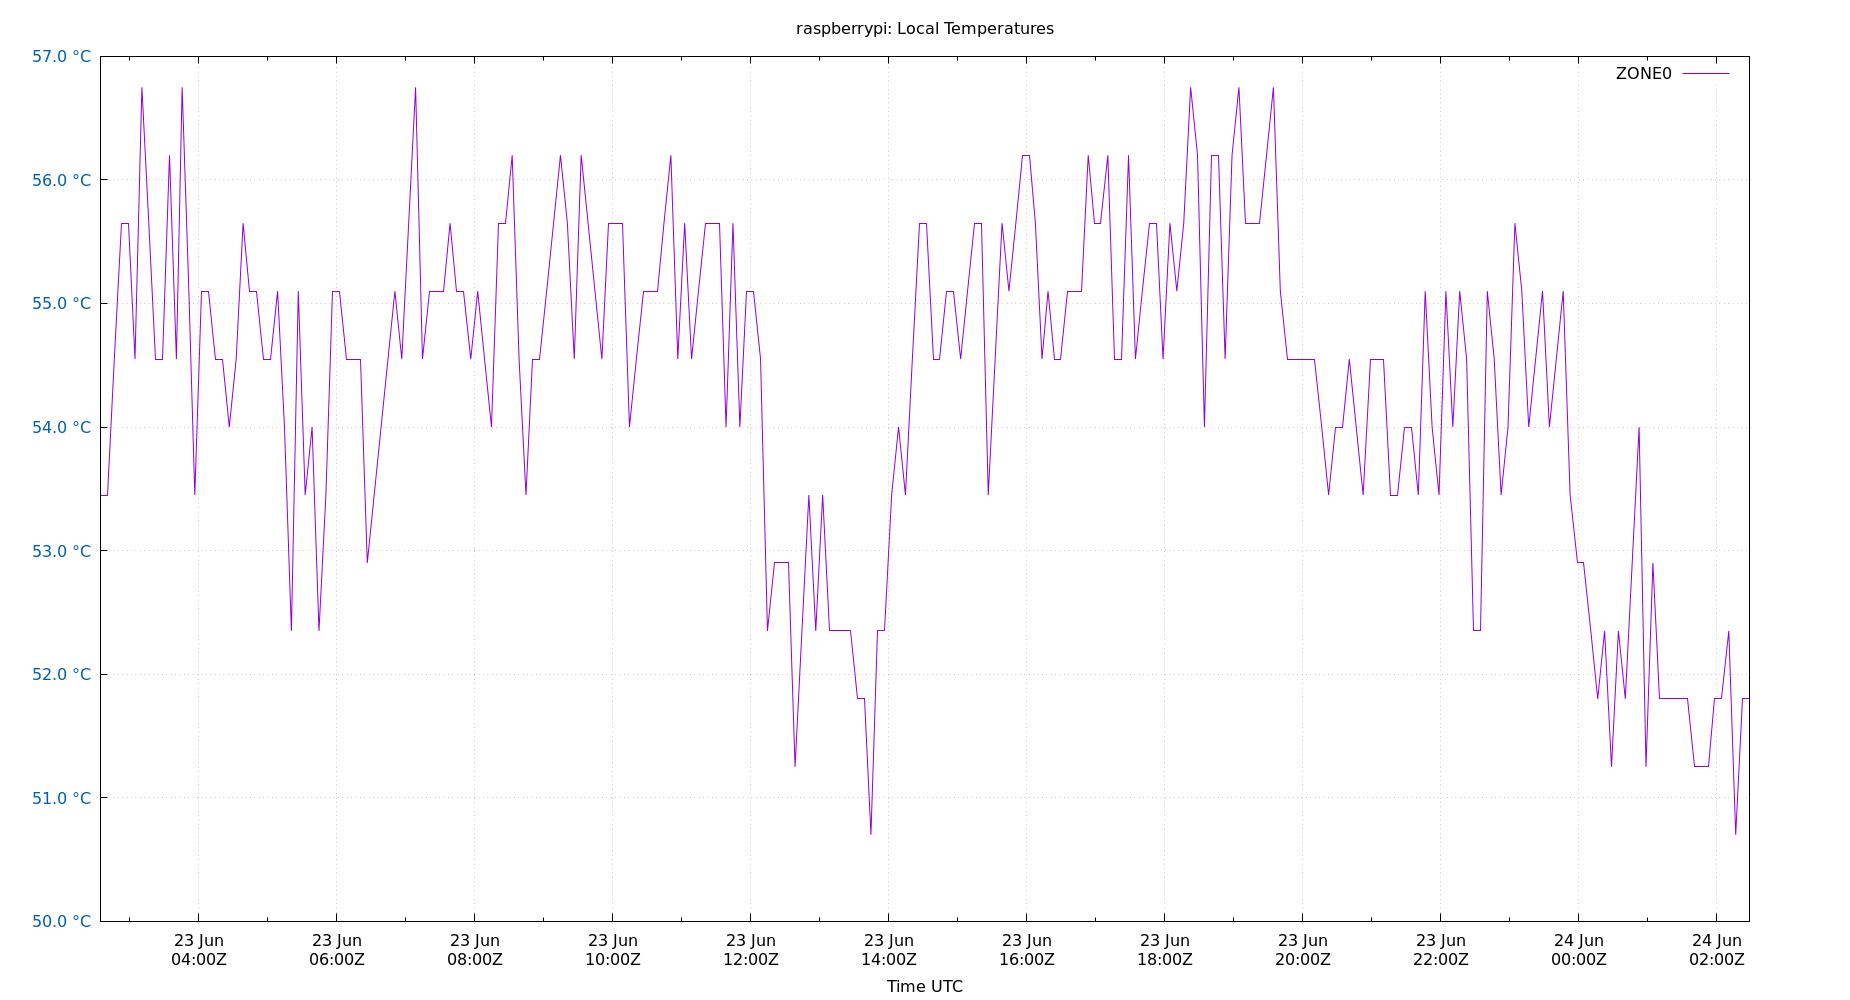 raspberrypi: Local Temperatures
57.0 °C
ZONE0
56.0 °C
55.0 °C
54.0 °C
53.0 °C
52.0 °C
51.0 °C
50.0 °C
23 Jun 23 Jun 23 Jun 23 Jun 23 Jun 23 Jun 23 Jun 23 Jun 23 Jun 23 Jun 24 Jun 24 Jun
04:00Z 06:00Z 08:00Z 10:00Z 12:00Z 14:00Z 16:00Z 18:00Z 20:00Z 22:00Z 00:00Z 02:00Z
Time UTC